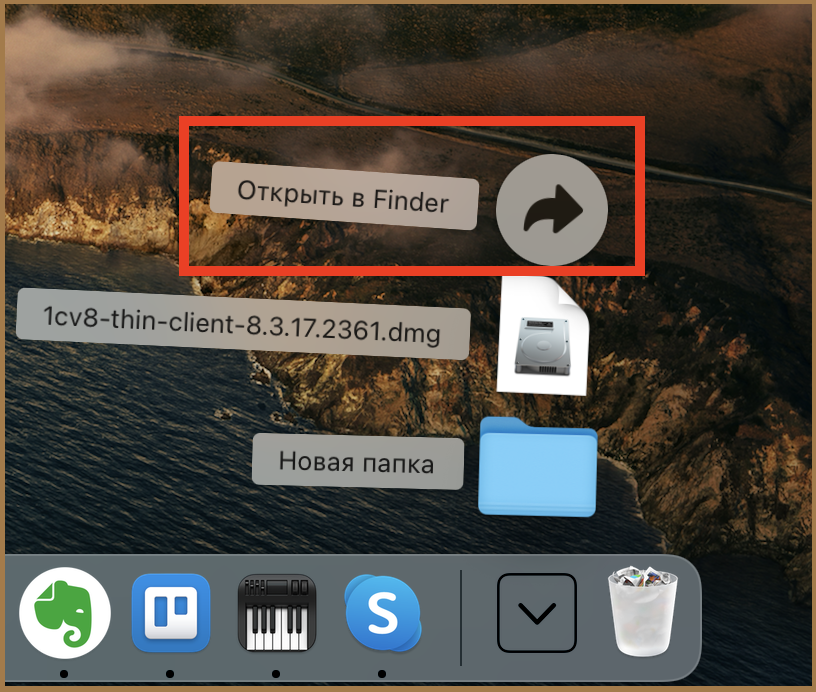 Открыть в Finder
1cv8-thin-client-8.3.17.2361.dmg
Новая папка
S